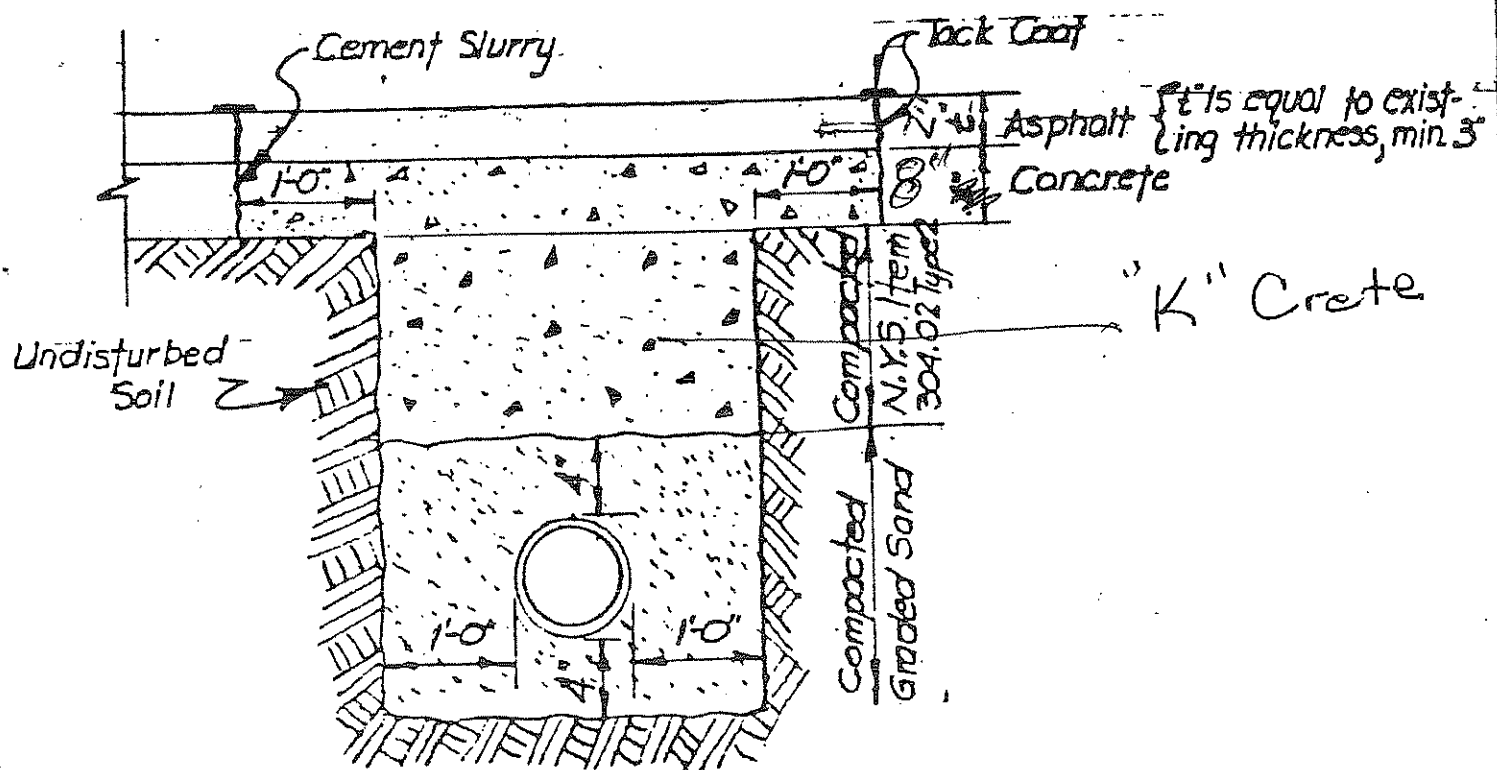 Cement Slurry
Tack Coat
Asphalt
"t" is equal to exist-
ing thickness, min. 3"
1'-0"
1'-0"
8"
Concrete
Compacted
N.Y.S. Item
304.02 Type 2
"K" Crete
Undisturbed
Soil
4"
1'-0"
1'-0"
4"
Compacted
Graded Sand